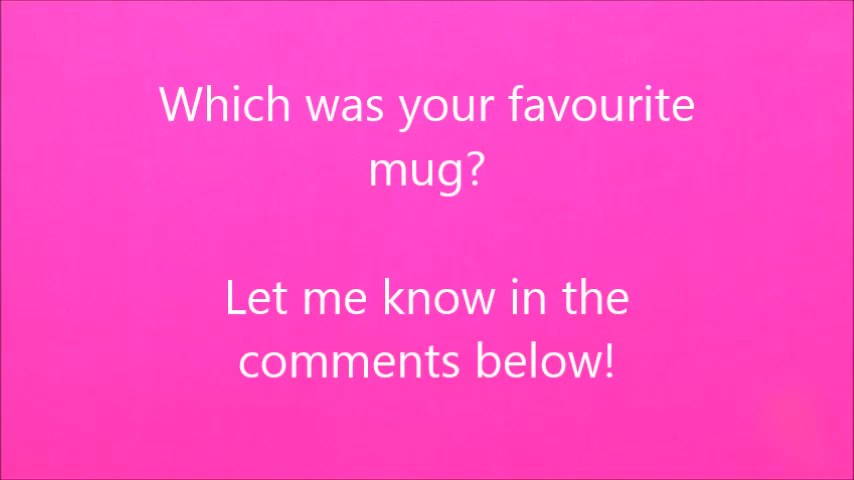 Which was your favourite
mug?
Let me know in the
comments below!